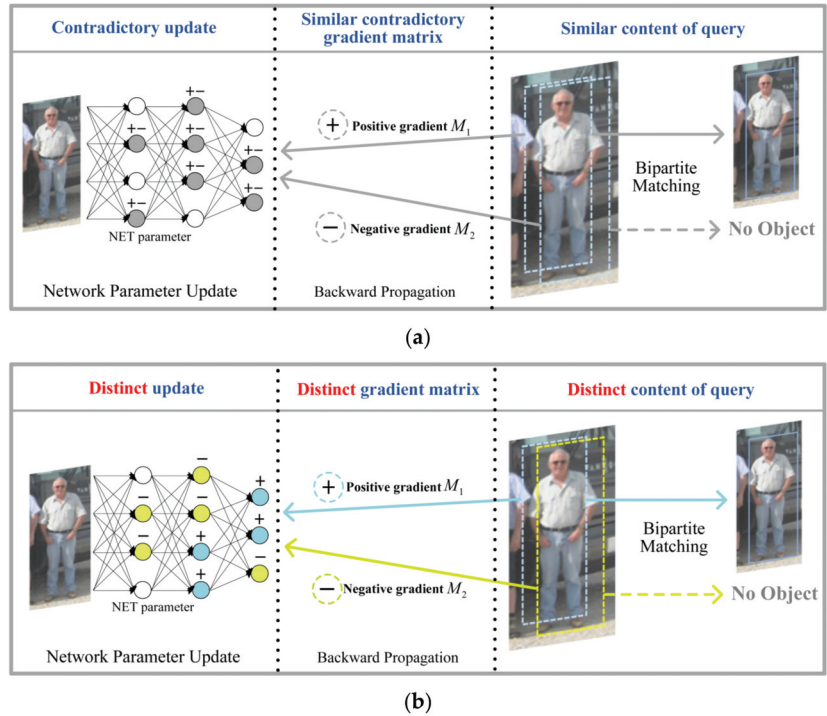 Contradictory update
Similar contradictory
gradient matrix
Similar content of query
+−
+−
+−
+−
+−
+−
+−
NET parameter
Network Parameter Update
+ Positive gradient M₁
− Negative gradient M₂
Backward Propagation
Bipartite
Matching
No Object
(a)
Distinct update
Distinct gradient matrix
Distinct content of query
−
−
−
−
+
+
+
+
−
NET parameter
Network Parameter Update
+ Positive gradient M₁
− Negative gradient M₂
Backward Propagation
Bipartite
Matching
No Object
(b)